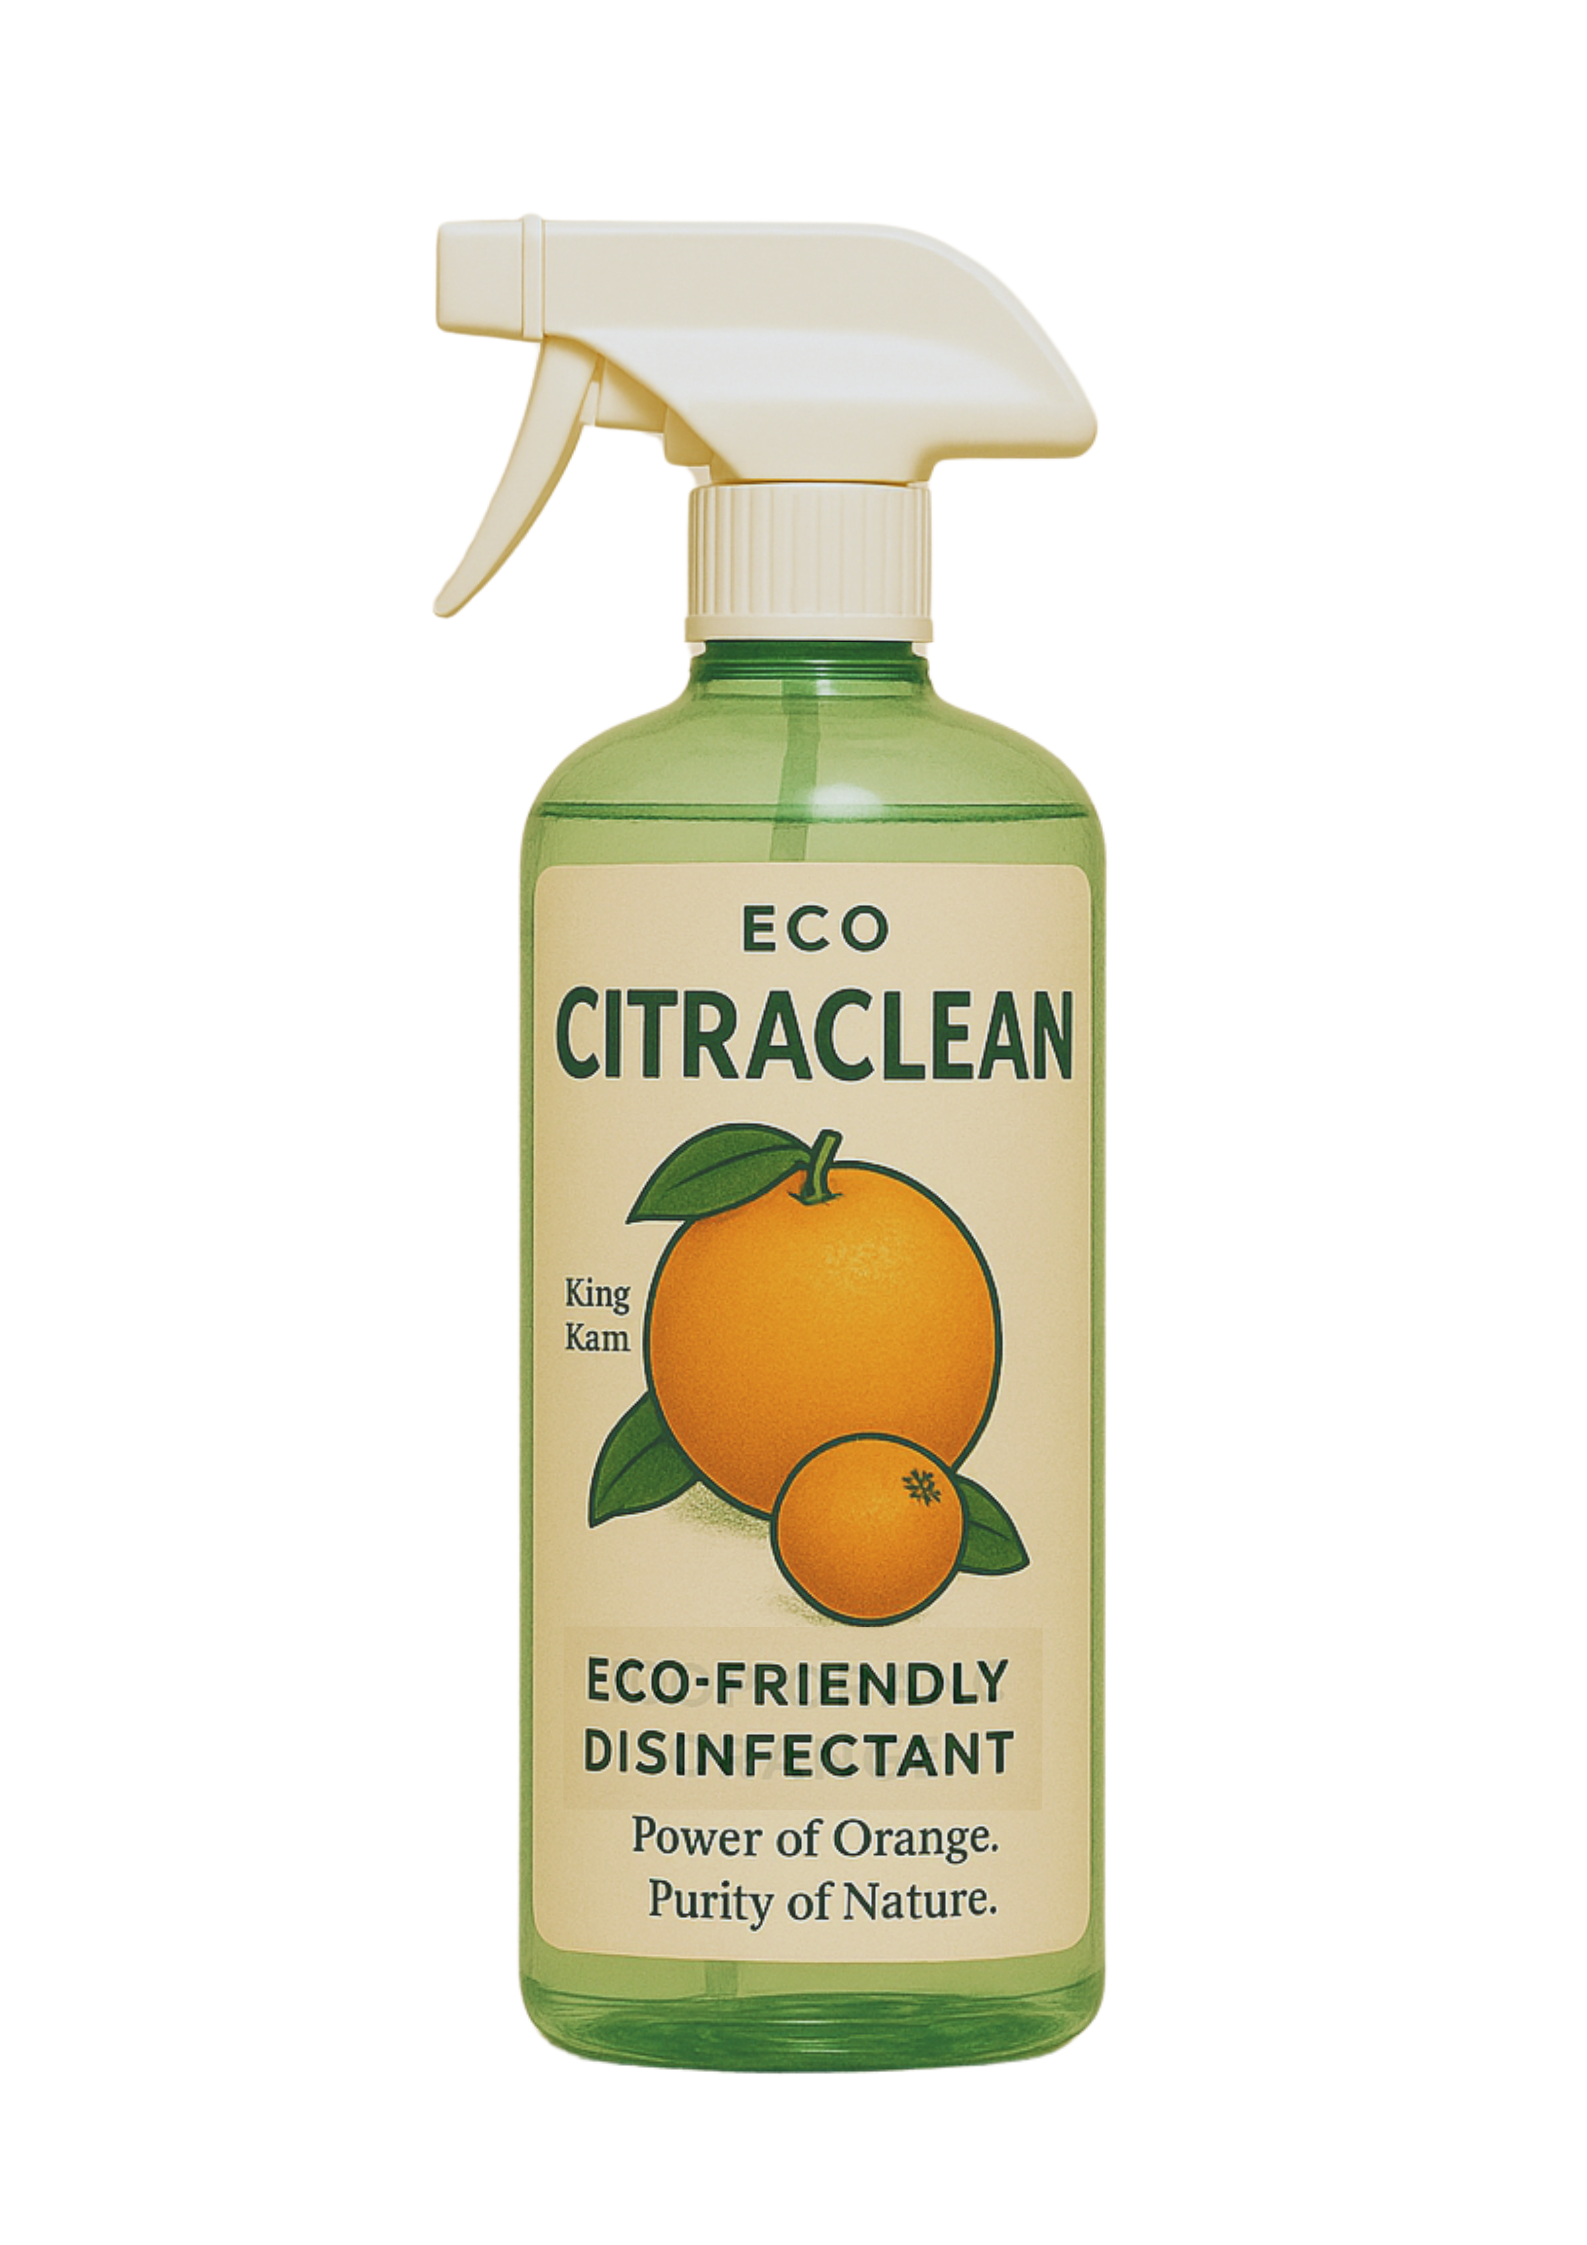 ECO
CITRACLEAN
King
Kam
ECO-FRIENDLY
DISINFECTANT
Power of Orange.
Purity of Nature.